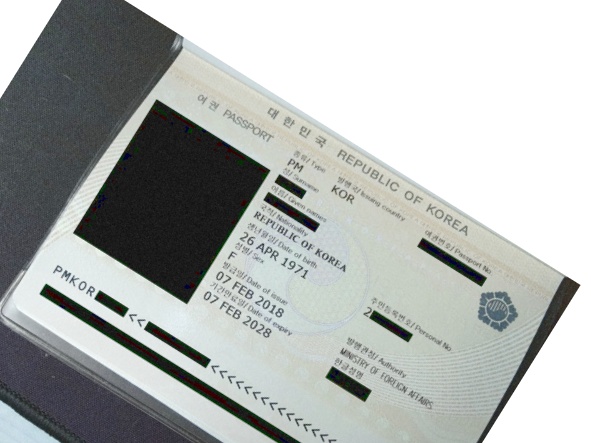 여권 PASSPORT
대한민국 REPUBLIC OF KOREA
종류/ Type
PM
발행국/ Issuing country
KOR
여권번호/ Passport No.
성/ Surname
이름/ Given names
국적/ Nationality
REPUBLIC OF KOREA
생년월일/ Date of birth
26 APR 1971
성별/ Sex
F
주민등록번호/ Personal No.
2
발급일/ Date of issue
07 FEB 2018
발행관청/ Authority
MINISTRY OF FOREIGN AFFAIRS
기간만료일/ Date of expiry
07 FEB 2028
한글성명
PMKOR<<<<<<<<<<<<<<<<